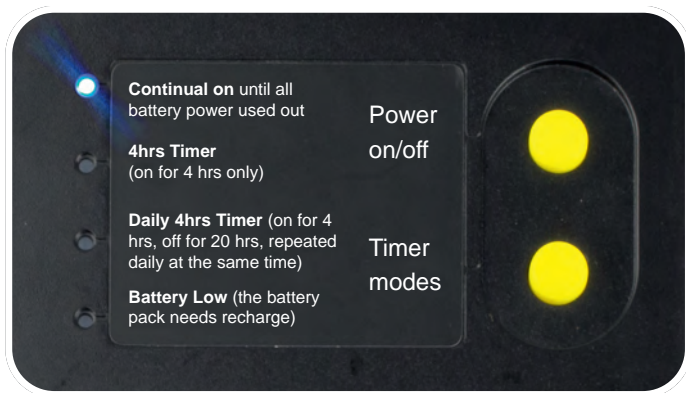 Continual on until all
battery power used out
4hrs Timer
(on for 4 hrs only)
Daily 4hrs Timer (on for 4
hrs, off for 20 hrs, repeated
daily at the same time)
Battery Low (the battery
pack needs recharge)
Power
on/off
Timer
modes